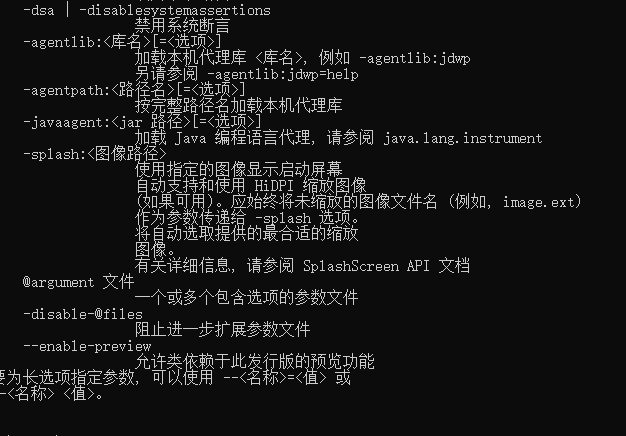 -dsa | -disablesystemassertions
禁用系统断言
-agentlib:<库名>[=<选项>]
加载本机代理库 <库名>, 例如 -agentlib:jdwp
另请参阅 -agentlib:jdwp=help
-agentpath:<路径名>[=<选项>]
按完整路径名加载本机代理库
-javaagent:<jar 路径>[=<选项>]
加载 Java 编程语言代理, 请参阅 java.lang.instrument
-splash:<图像路径>
使用指定的图像显示启动屏幕
自动支持和使用 HiDPI 缩放图像
(如果可用)。应始终将未缩放的图像文件名 (例如, image.ext)
作为参数传递给 -splash 选项。
将自动选取提供的最合适的缩放
图像。
有关详细信息, 请参阅 SplashScreen API 文档
@argument 文件
一个或多个包含选项的参数文件
-disable-@files
阻止进一步扩展参数文件
--enable-preview
允许类依赖于此发行版的预览功能
要为长选项指定参数, 可以使用 --<名称>=<值> 或
-<名称> <值>。